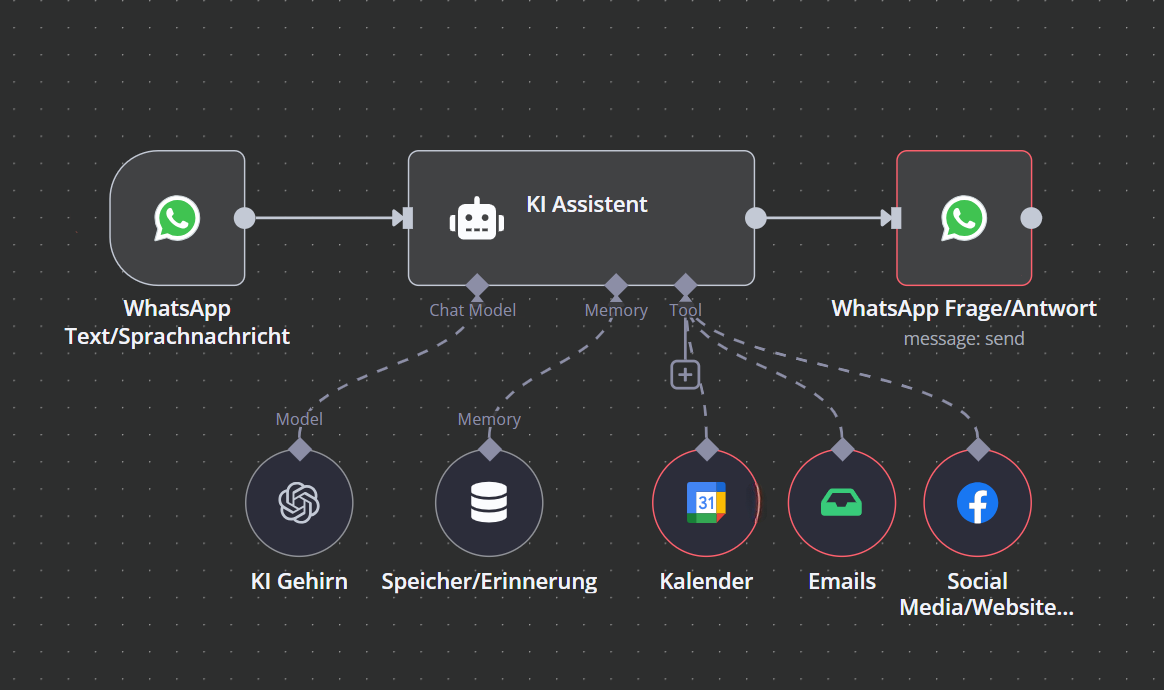 KI Assistent
WhatsApp
Text/Sprachnachricht
Chat Model
Memory
Tool
WhatsApp Frage/Antwort
message: send
Model
Memory
31
KI Gehirn
Speicher/Erinnerung
Kalender
Emails
Social
Media/Website...